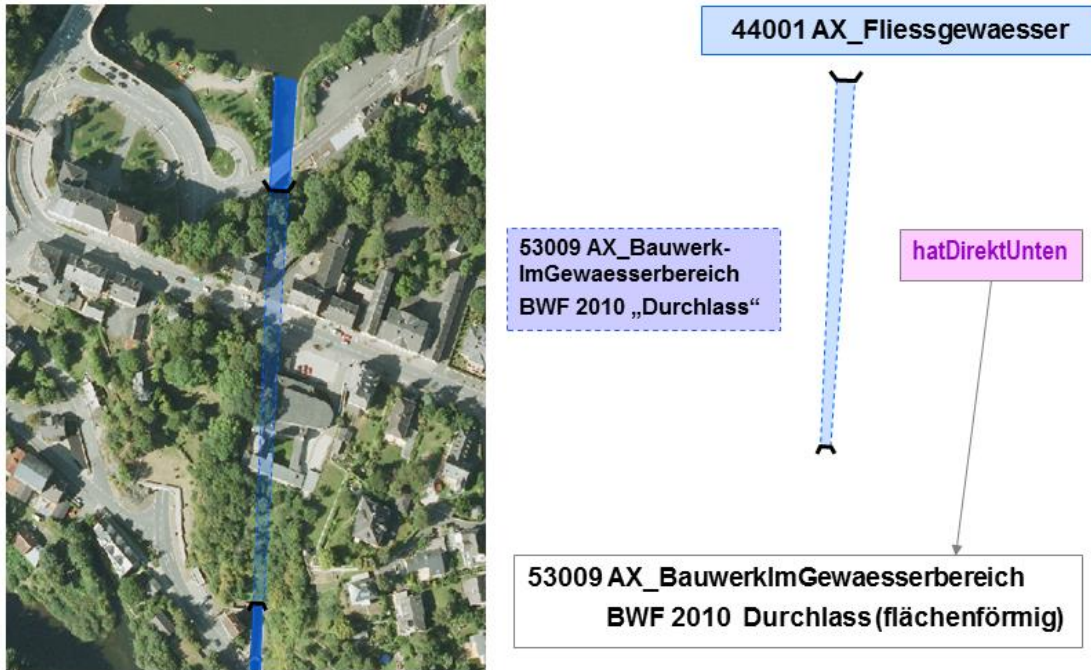 44001 AX_Fliessgewaesser
53009 AX_Bauwerk-
ImGewaesserbereich
BWF 2010 „Durchlass“
hatDirektUnten
53009 AX_BauwerkImGewaesserbereich
BWF 2010 Durchlass (flächenförmig)